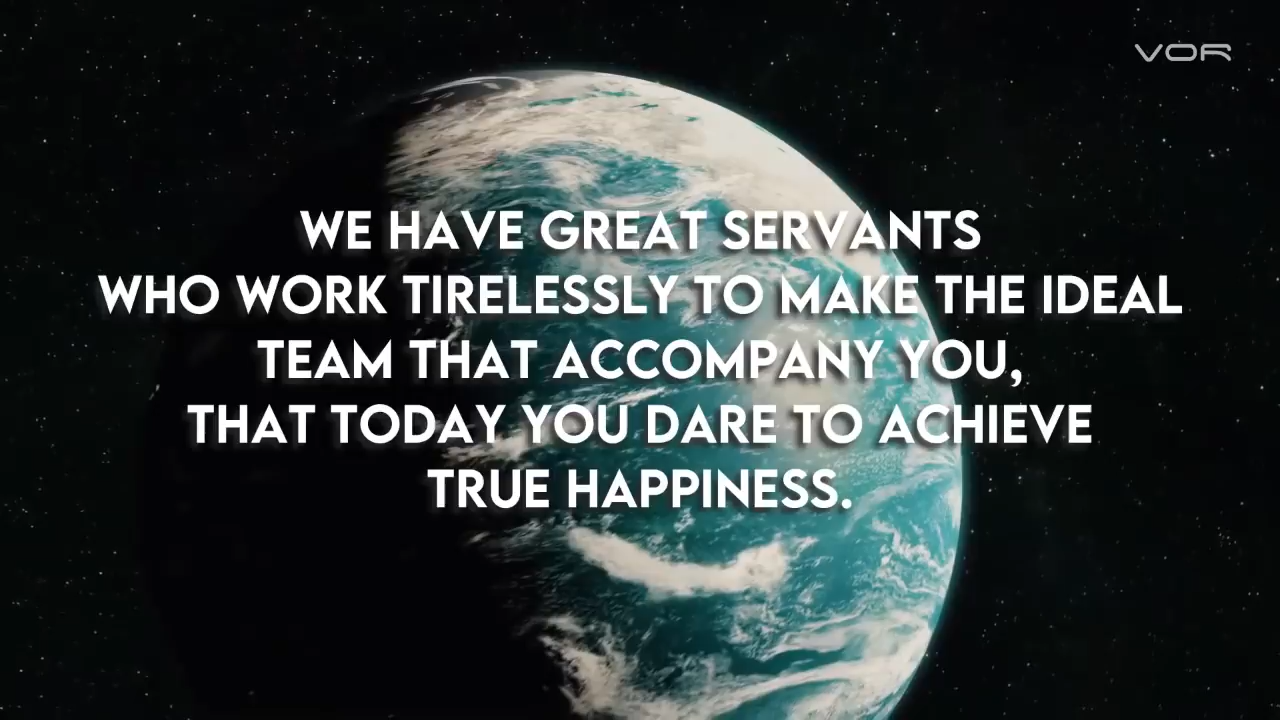 VOR
WE HAVE GREAT SERVANTS
WHO WORK TIRELESSLY TO MAKE THE IDEAL
TEAM THAT ACCOMPANY YOU,
THAT TODAY YOU DARE TO ACHIEVE
TRUE HAPPINESS.